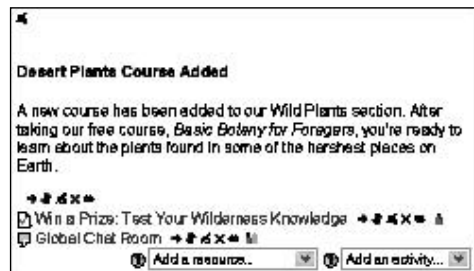 Desert Plants Course Added
A new course has been added to our Wild Plants section. After
taking our free course, Basic Botany for Foragers, you're ready to
learn about the plants found in some of the harshest places on
Earth.
Win a Prize: Test Your Wilderness Knowledge
Global Chat Room
Add a resource... Add an activity...